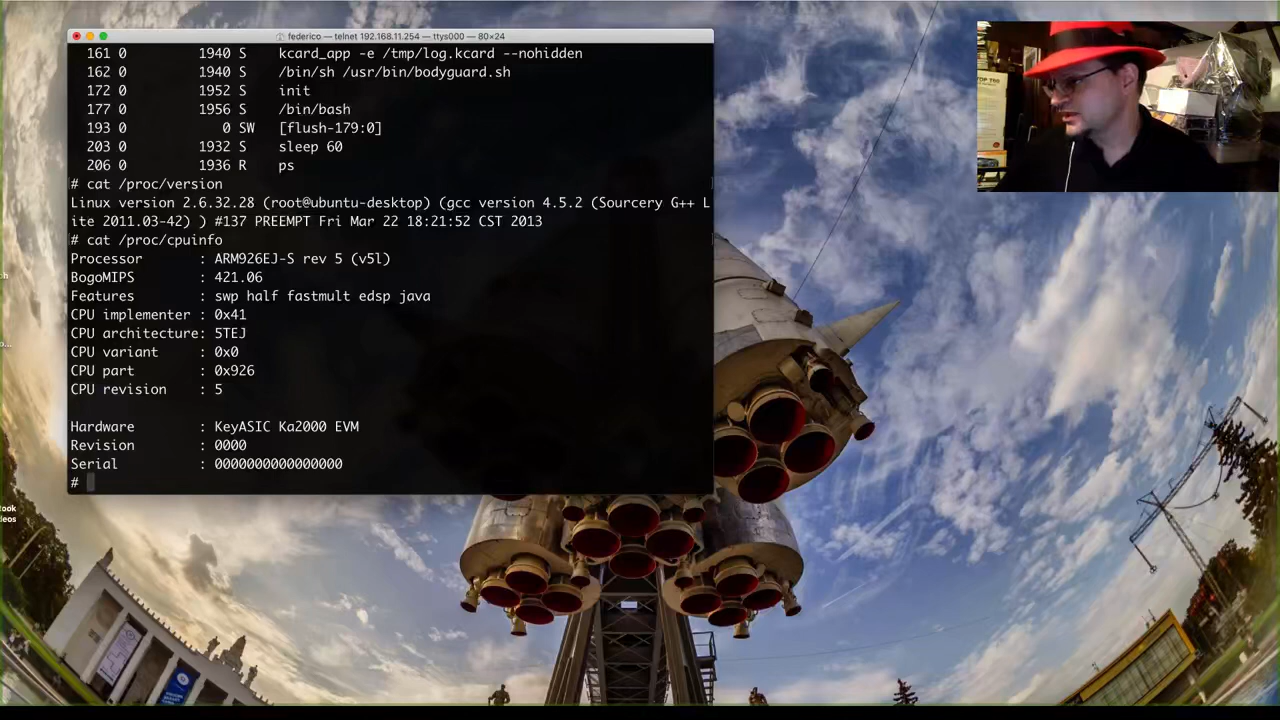 federico — telnet 192.168.11.254 — ttys000 — 80×24
161 0 1940 S kcard_app -e /tmp/log.kcard --nohidden
162 0 1940 S /bin/sh /usr/bin/bodyguard.sh
172 0 1952 S init
177 0 1956 S /bin/bash
193 0 0 SW [flush-179:0]
203 0 1932 S sleep 60
206 0 1936 R ps
# cat /proc/version
Linux version 2.6.32.28 (root@ubuntu-desktop) (gcc version 4.5.2 (Sourcery G++ L
ite 2011.03-42) ) #137 PREEMPT Fri Mar 22 18:21:52 CST 2013
# cat /proc/cpuinfo
Processor : ARM926EJ-S rev 5 (v5l)
BogoMIPS : 421.06
Features : swp half fastmult edsp java
CPU implementer : 0x41
CPU architecture: 5TEJ
CPU variant : 0x0
CPU part : 0x926
CPU revision : 5
Hardware : KeyASIC Ka2000 EVM
Revision : 0000
Serial : 0000000000000000
#